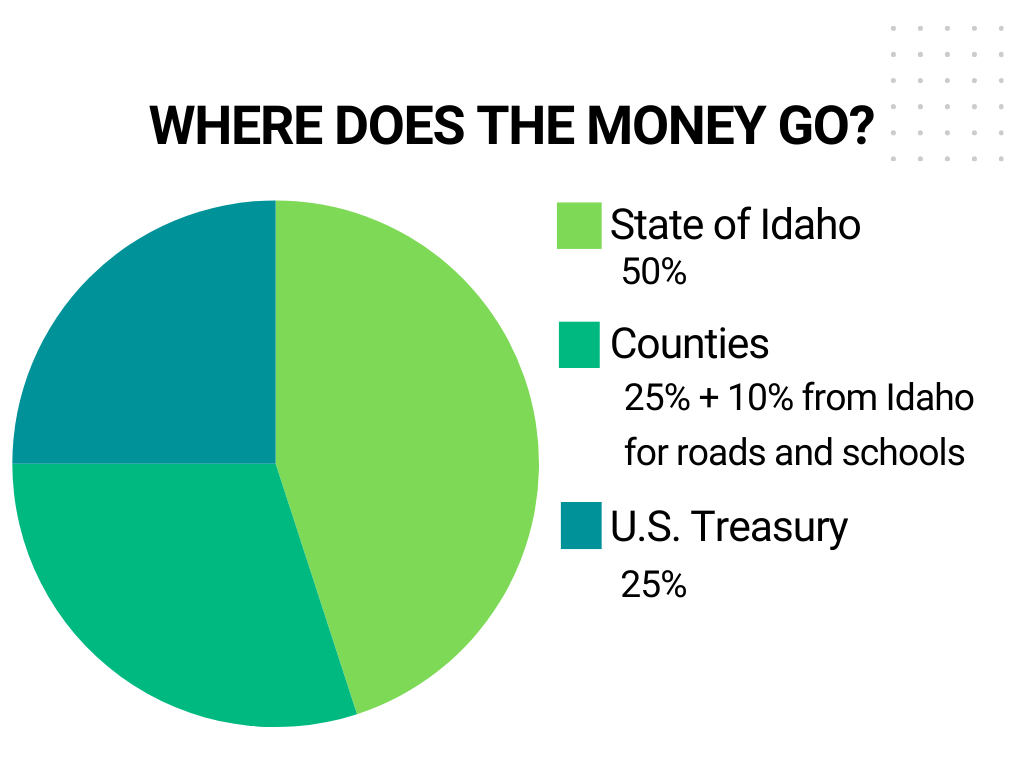 WHERE DOES THE MONEY GO?
State of Idaho
50%
Counties
25% + 10% from Idaho
for roads and schools
U.S. Treasury
25%